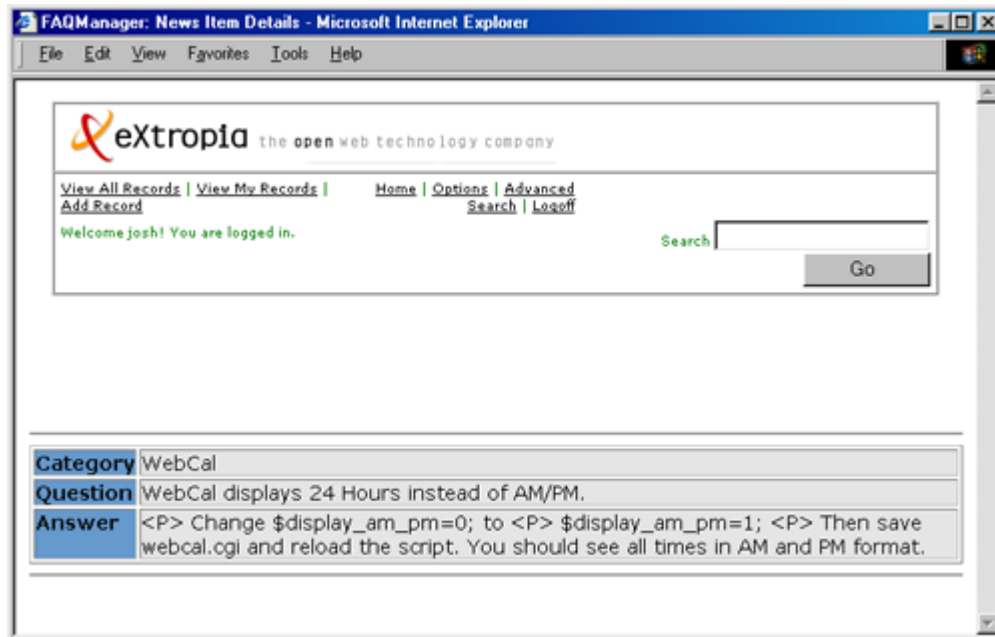 FAQManager: News Item Details - Microsoft Internet Explorer
File Edit View Favorites Tools Help
eXtropia the open web technology company
View All Records | View My Records |
Add Record
Home | Options | Advanced
Search | Logoff
Welcome josh! You are logged in.
Search
Go
Category WebCal
Question WebCal displays 24 Hours instead of AM/PM.
Answer <P> Change $display_am_pm=0; to <P> $display_am_pm=1; <P> Then save
webcal.cgi and reload the script. You should see all times in AM and PM format.